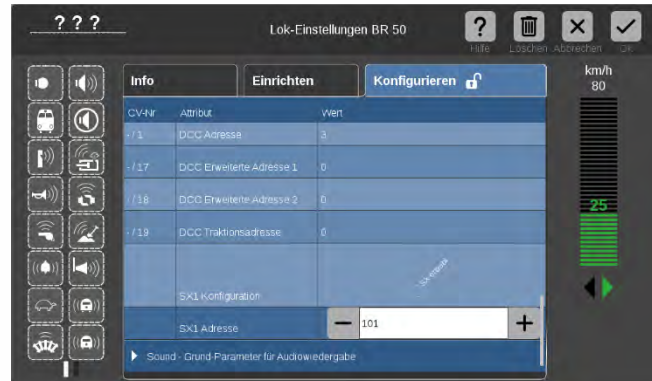 ? ? ?
Lok-Einstellungen BR 50
?
Hilfe
Löschen
Abbrechen
OK
Info
Einrichten
Konfigurieren
km/h
80
CV-Nr Attribut Wert
- / 1 DCC Adresse 3
- / 17 DCC Erweiterte Adresse 1 0
- / 18 DCC Erweiterte Adresse 2 0
25
- / 19 DCC Traktionsadresse 0
SX1 Konfiguration
SX1 Adresse − 101 +
Sound - Grund-Parameter für Audiowiedergabe